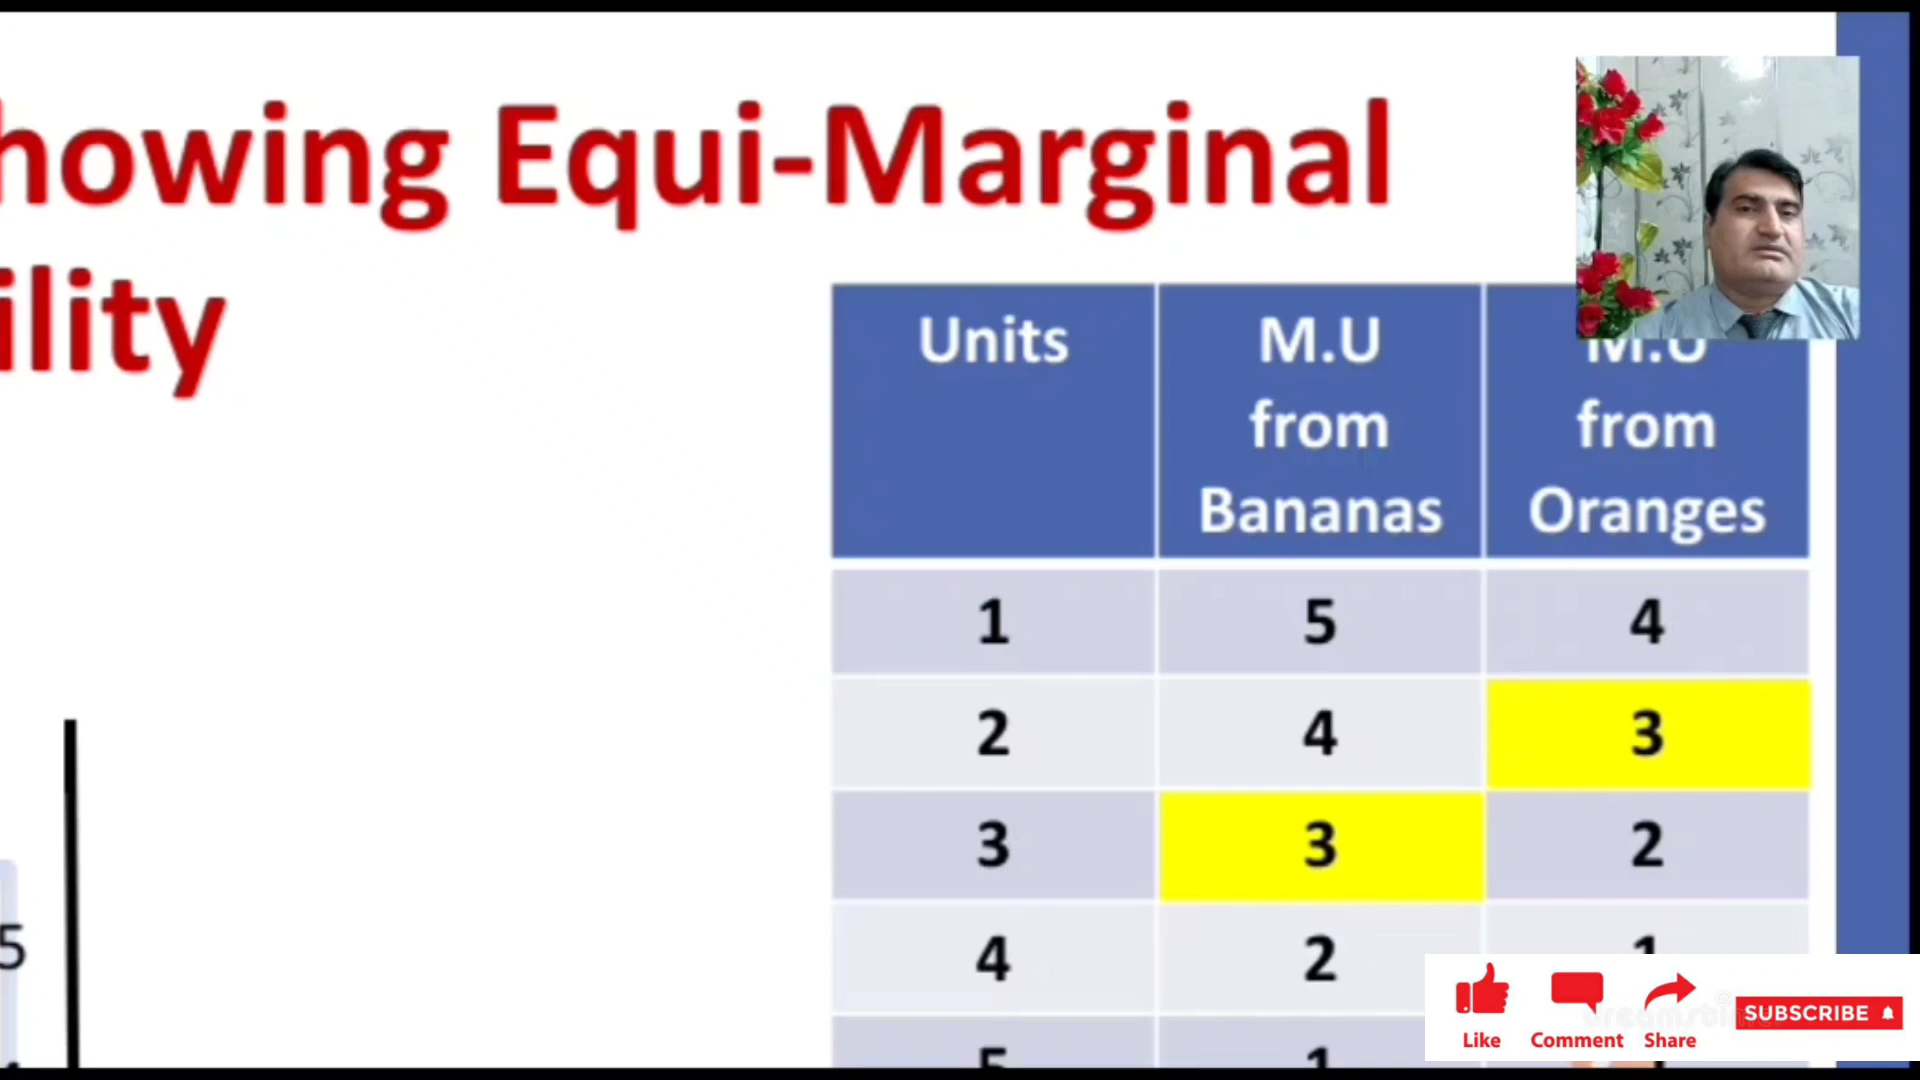 howing Equi-Marginal
ility
Units M.U from Bananas M.U from Oranges
1 5 4
2 4 3
3 3 2
4 2 1
5 1
5
Like Comment Share SUBSCRIBE